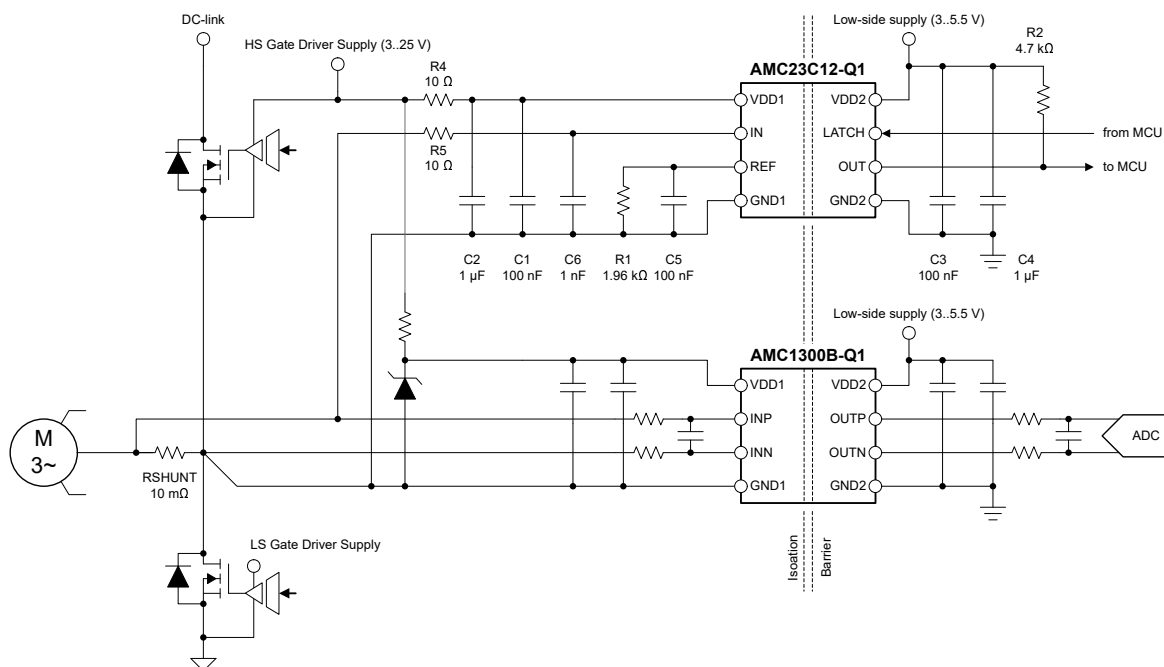 DC-link
HS Gate Driver Supply (3..25 V)
Low-side supply (3..5.5 V)
R2
4.7 kΩ
R4
10 Ω
AMC23C12-Q1
VDD1
VDD2
IN
LATCH
from MCU
R5
10 Ω
REF
OUT
to MCU
GND1
GND2
C2
1 µF
C1
100 nF
C6
1 nF
R1
1.96 kΩ
C5
100 nF
C3
100 nF
C4
1 µF
Low-side supply (3..5.5 V)
AMC1300B-Q1
VDD1
VDD2
INP
OUTP
INN
OUTN
ADC
GND1
GND2
M
3~
RSHUNT
10 mΩ
LS Gate Driver Supply
Isoation
Barrier